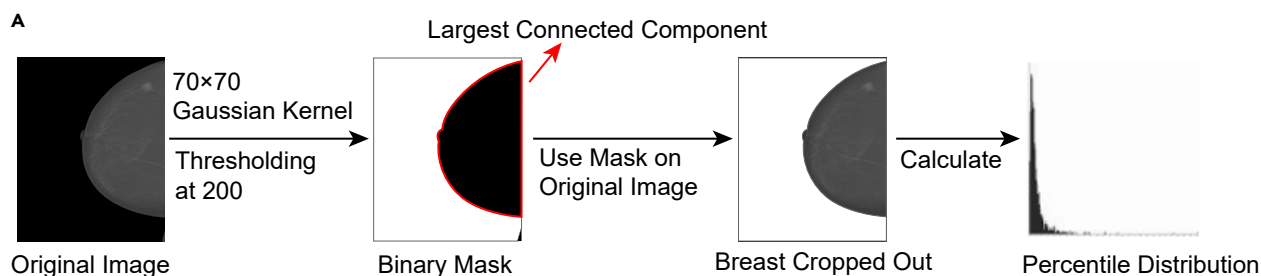 A
Largest Connected Component
70×70
Gaussian Kernel
Thresholding
at 200
Use Mask on
Original Image
Calculate
Original Image
Binary Mask
Breast Cropped Out
Percentile Distribution